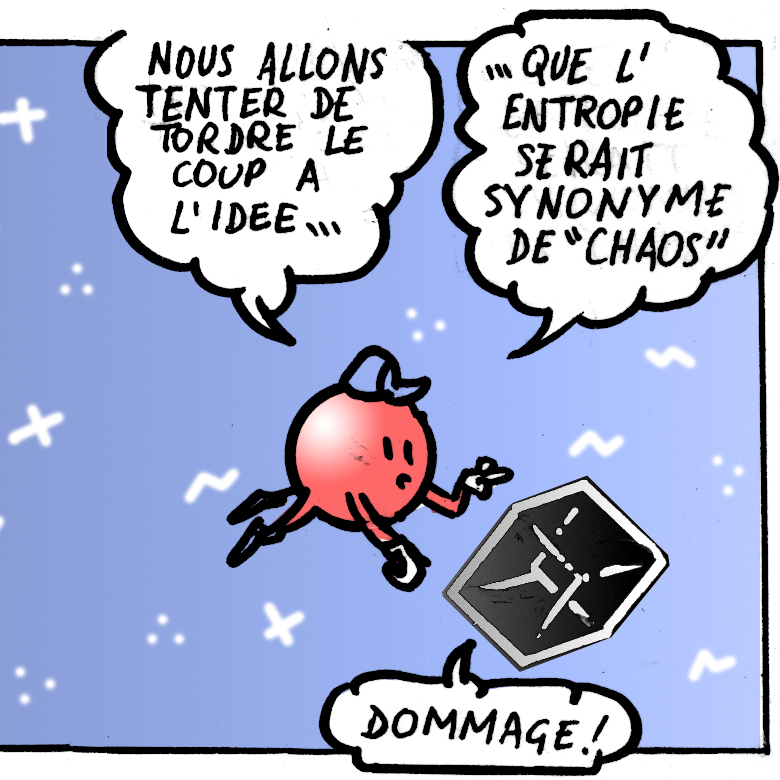 NOUS ALLONS
TENTER DE
TORDRE LE
COUP A
L'IDEE...
...QUE L'
ENTROPIE
SERAIT
SYNONYME
DE "CHAOS"
DOMMAGE!